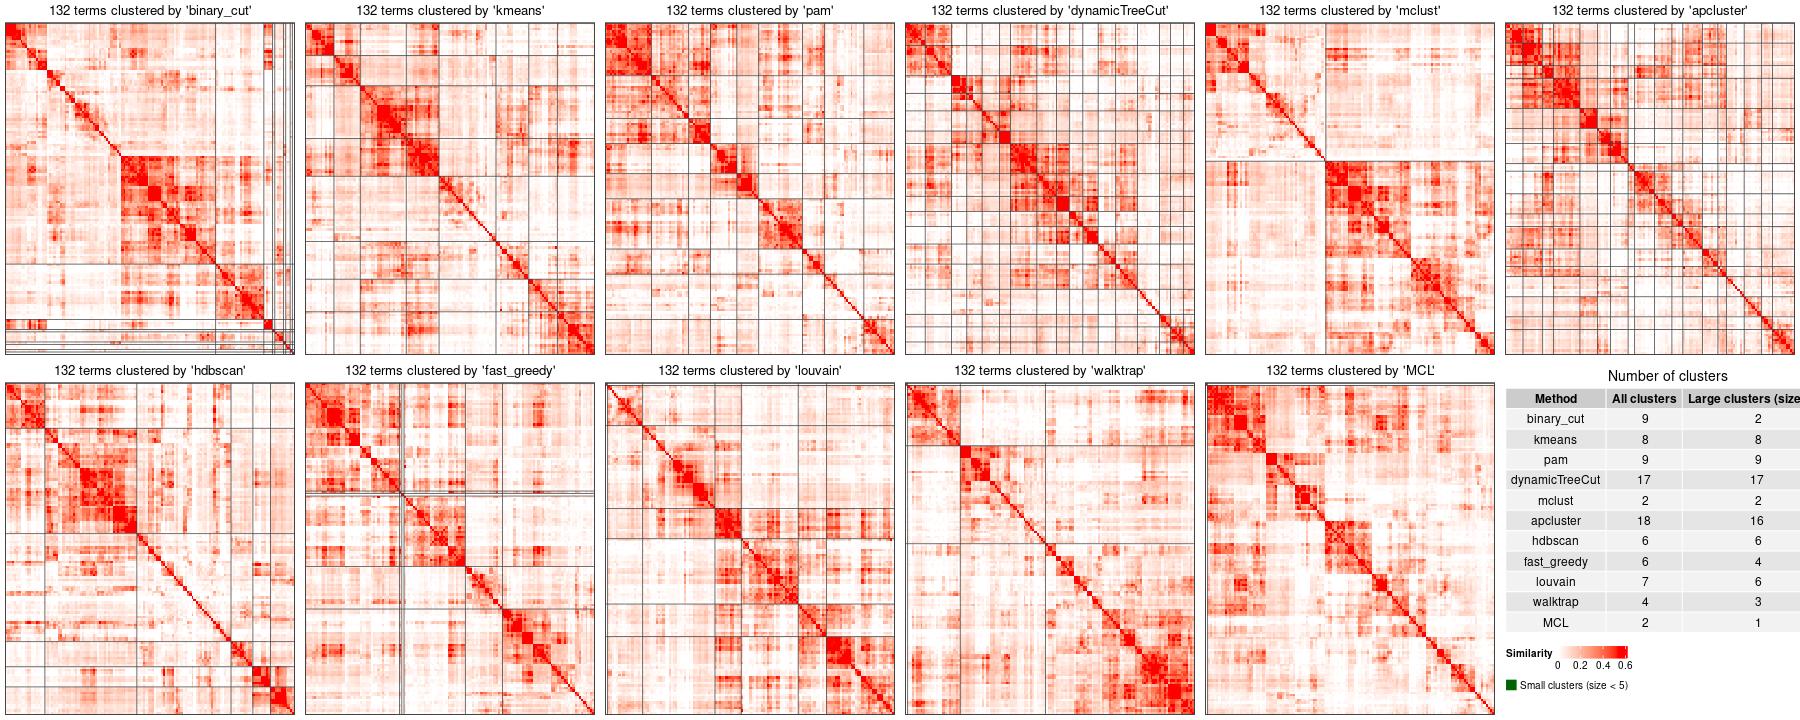 132 terms clustered by 'binary_cut'
132 terms clustered by 'kmeans'
132 terms clustered by 'pam'
132 terms clustered by 'dynamicTreeCut'
132 terms clustered by 'mclust'
132 terms clustered by 'apcluster'
132 terms clustered by 'hdbscan'
132 terms clustered by 'fast_greedy'
132 terms clustered by 'louvain'
132 terms clustered by 'walktrap'
132 terms clustered by 'MCL'
Number of clusters
Method All clusters Large clusters (size
binary_cut 9 2
kmeans 8 8
pam 9 9
dynamicTreeCut 17 17
mclust 2 2
apcluster 18 16
hdbscan 6 6
fast_greedy 6 4
louvain 7 6
walktrap 4 3
MCL 2 1
Similarity
0 0.2 0.4 0.6
Small clusters (size < 5)